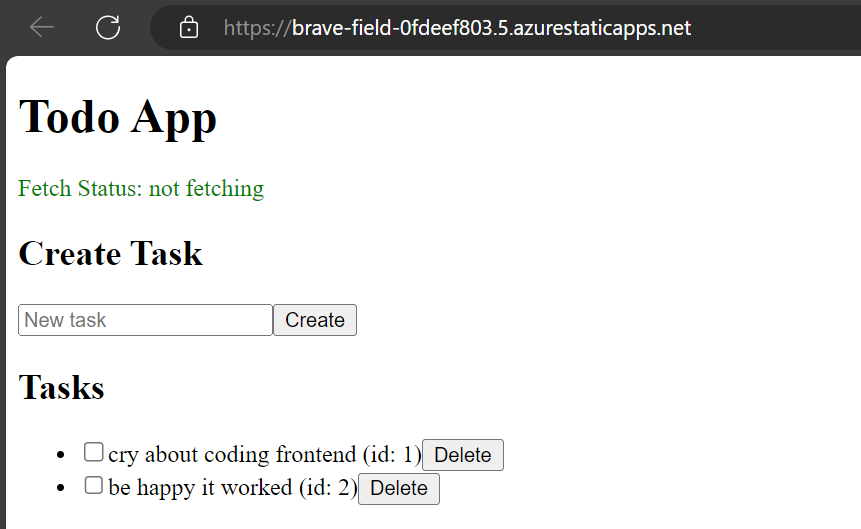 https://brave-field-0fdeef803.5.azurestaticapps.net
Todo App
Fetch Status: not fetching
Create Task
New task Create
Tasks
cry about coding frontend (id: 1) Delete
be happy it worked (id: 2) Delete